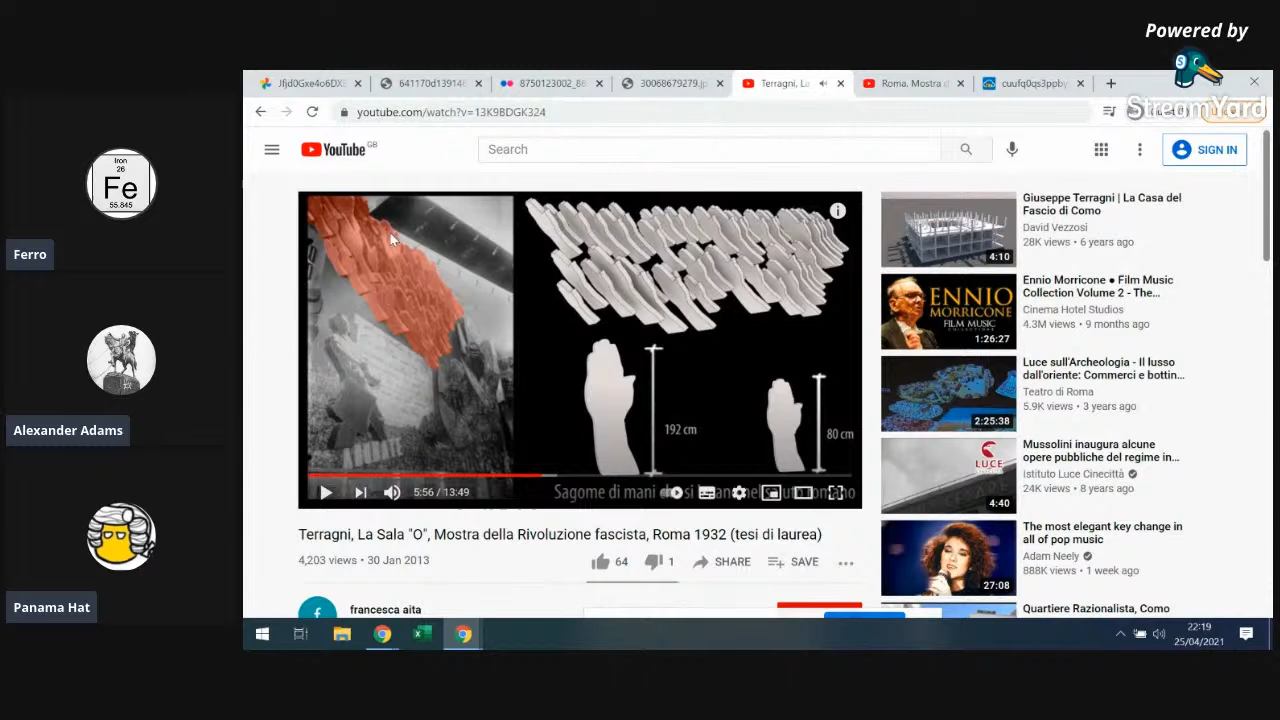 Powered by
StreamYard
Iron
26
Fe
55.845
Ferro
Alexander Adams
Panama Hat
Jfjd0Gxe4o6DX
641170d139146
8750123002_86
30068679279.jp
Terragni, La
Roma, Mostra d
cuufq0qs3ppby
youtube.com/watch?v=13K9BDGK324
YouTube GB
Search
SIGN IN
192 cm
80 cm
Sagome di mani
romano
5:56 / 13:49
Terragni, La Sala "O", Mostra della Rivoluzione fascista, Roma 1932 (tesi di laurea)
4,203 views • 30 Jan 2013
64
1
SHARE
SAVE
f
francesca aita
Giuseppe Terragni | La Casa del
Fascio di Como
David Vezzosi
28K views • 6 years ago
4:10
ENNIO
MORRICONE
FILM MUSIC
1:26:27
Ennio Morricone ● Film Music
Collection Volume 2 - The...
Cinema Hotel Studios
4.3M views • 9 months ago
2:25:38
Luce sull'Archeologia - Il lusso
dall'oriente: Commerci e bottin...
Teatro di Roma
5.9K views • 3 years ago
LUCE
4:40
Mussolini inaugura alcune
opere pubbliche del regime in...
Istituto Luce Cinecittà
24K views • 8 years ago
27:08
The most elegant key change in
all of pop music
Adam Neely
888K views • 1 week ago
Quartiere Razionalista, Como
22:19
25/04/2021